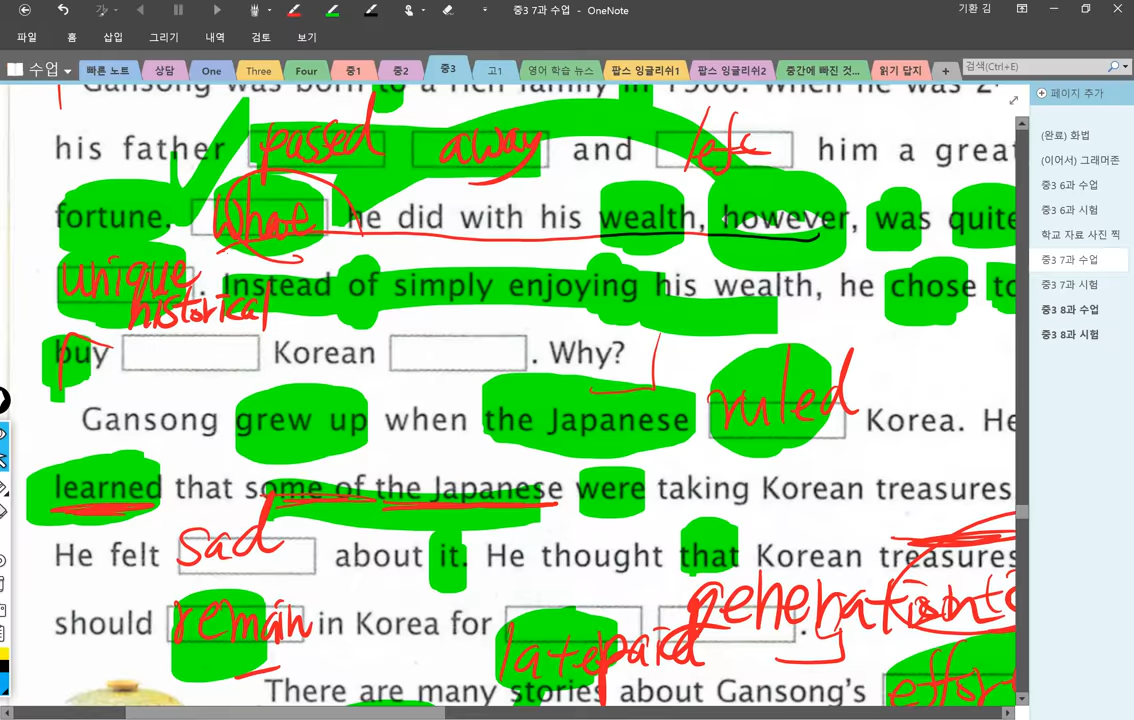 중3 7과 수업 - OneNote
기환 김
파일 홈 삽입 그리기 내역 검토 보기
수업 빠른 노트 상담 One Three Four 중1 중2 중3 고1 영어 학습 뉴스 팝스 잉글리쉬1 팝스 잉글리쉬2 중간에 빠진 것... 읽기 답지 + 검색(Ctrl+E)
페이지 추가
(완료) 화법
(이어서) 그래머존
중3 6과 수업
중3 6과 시험
학교 자료 사진 찍
중3 7과 수업
중3 7과 시험
중3 8과 수업
중3 8과 시험
Gansong was born to a rich family in 1906. When he was 2
his father passed away and left him a great
fortune. What he did with his wealth, however, was quite
unique. Instead of simply enjoying his wealth, he chose to
historical
buy Korean . Why?
Gansong grew up when the Japanese ruled Korea. He
learned that some of the Japanese were taking Korean treasures
He felt sad about it. He thought that Korean treasures
should remain in Korea for late generations.
paid
There are many stories about Gansong's effort